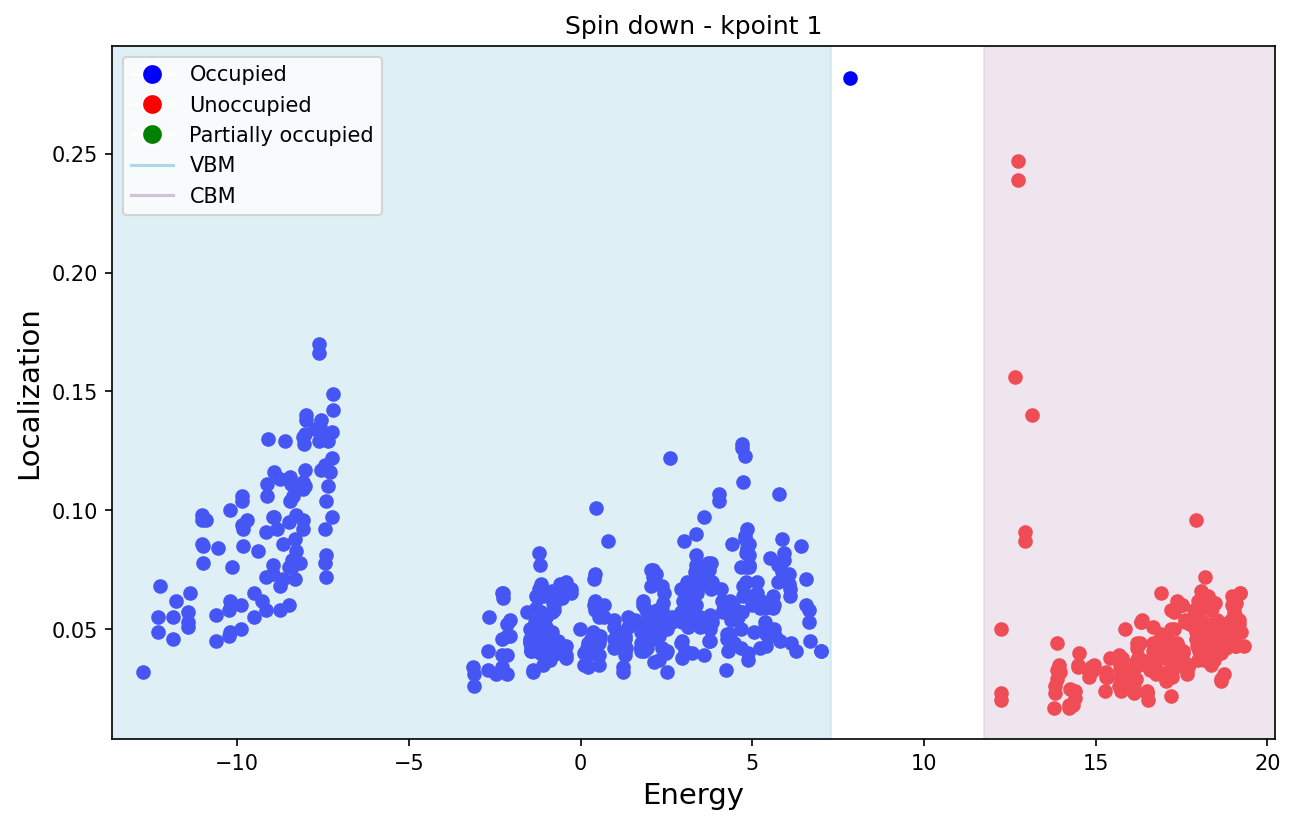 Spin down - kpoint 1
Occupied
Unoccupied
Partially occupied
VBM
CBM
Localization
0.25
0.20
0.15
0.10
0.05
−10
−5
0
5
10
15
20
Energy